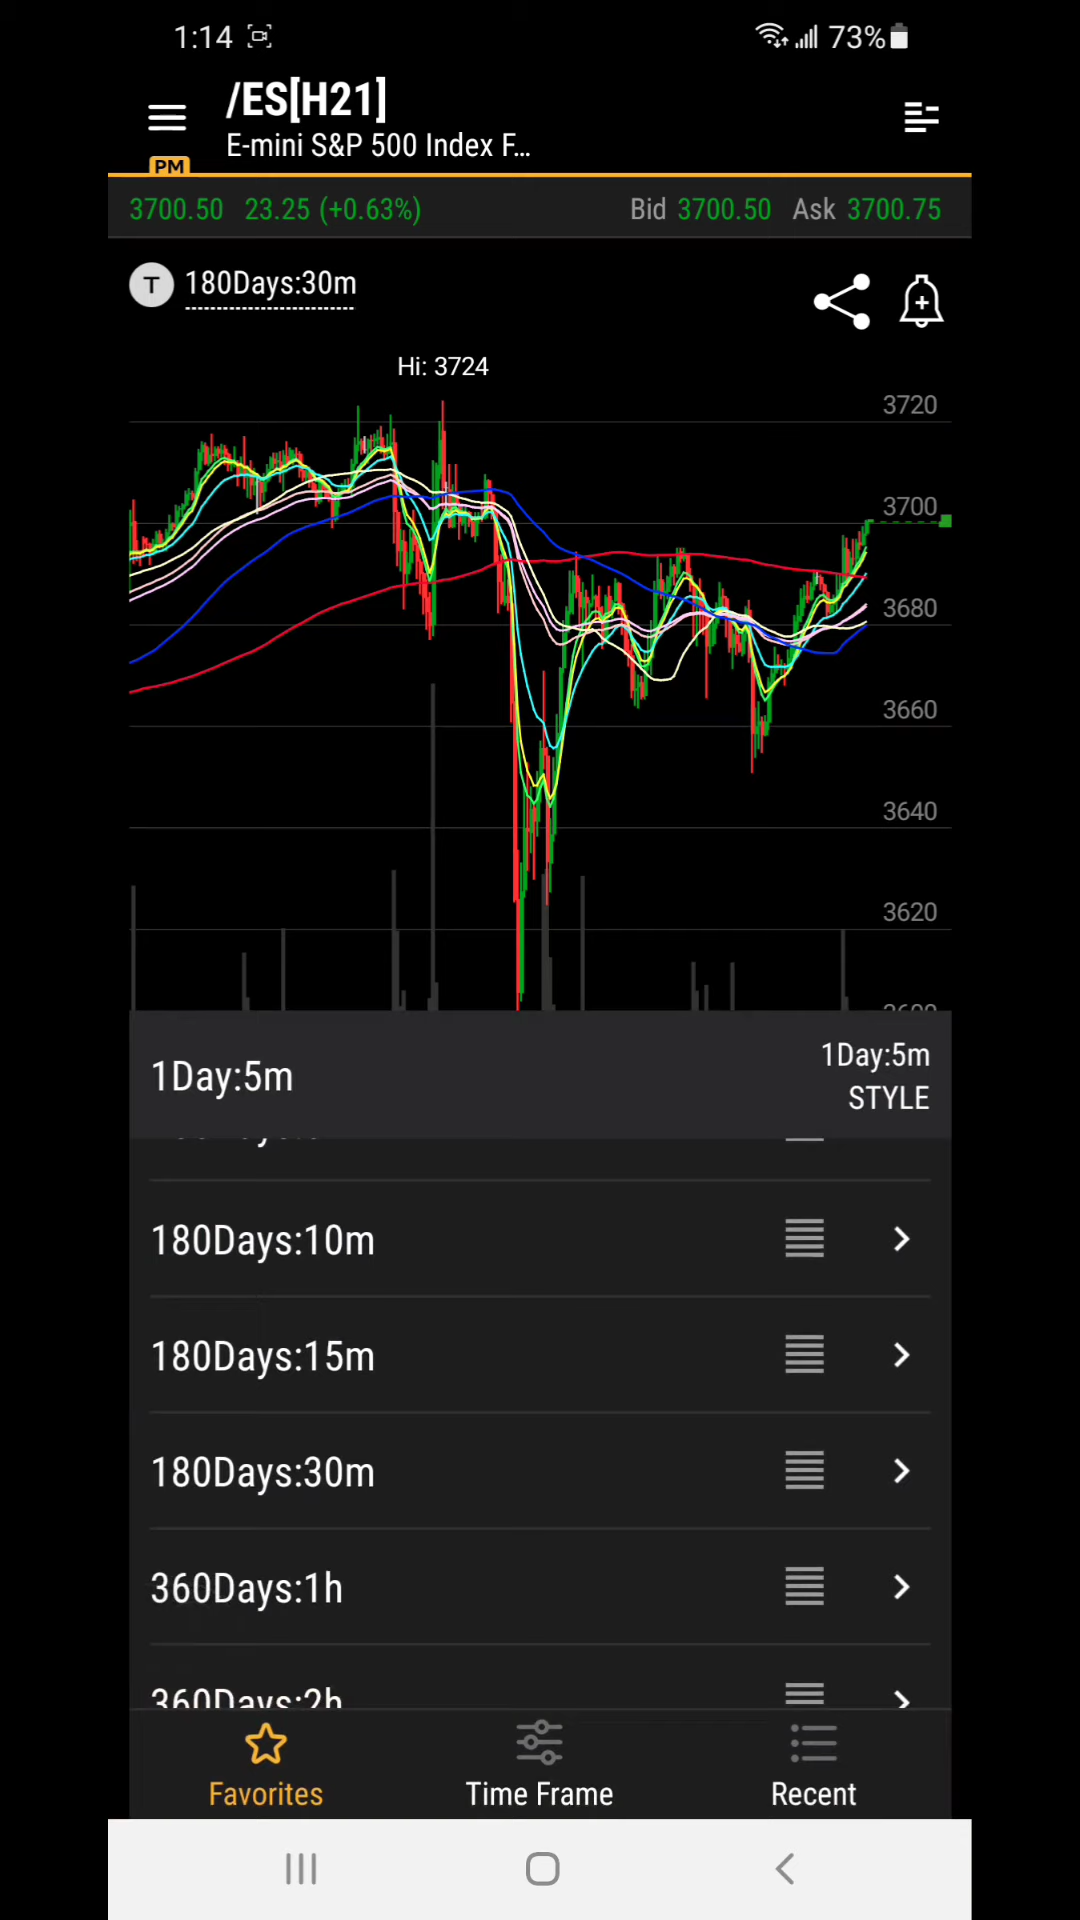 1:14 73%
/ES[H21]
E-mini S&P 500 Index F...
PM
3700.50 23.25 (+0.63%) Bid 3700.50 Ask 3700.75
T 180Days:30m
Hi: 3724
3720
3700
3680
3660
3640
3620
1Day:5m
1Day:5m
STYLE
180Days:10m
180Days:15m
180Days:30m
360Days:1h
360Days:2h
Favorites Time Frame Recent